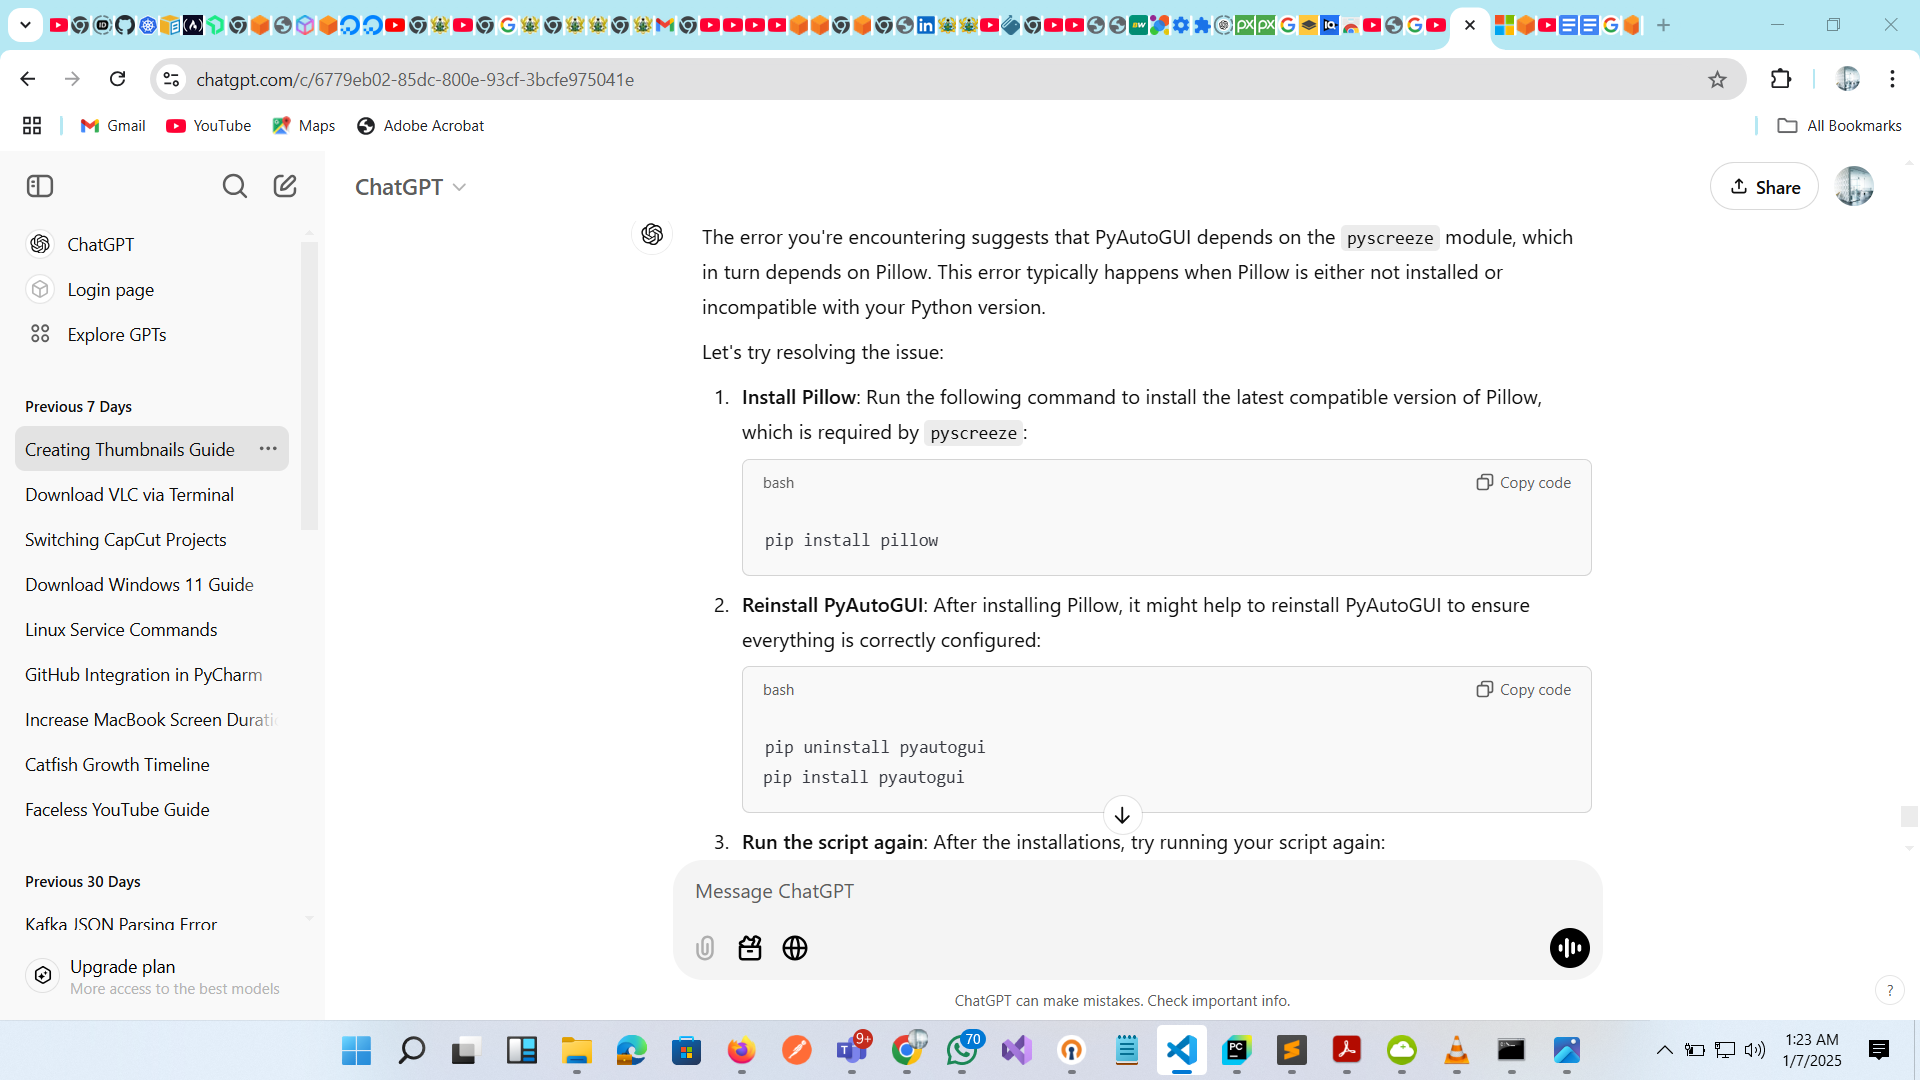 chatgpt.com/c/6779eb02-85dc-800e-93cf-3bcfe975041e
Gmail
YouTube
Maps
Adobe Acrobat
All Bookmarks
ChatGPT
Share
ChatGPT
Login page
Explore GPTs
Previous 7 Days
Creating Thumbnails Guide
Download VLC via Terminal
Switching CapCut Projects
Download Windows 11 Guide
Linux Service Commands
GitHub Integration in PyCharm
Increase MacBook Screen Duratio
Catfish Growth Timeline
Faceless YouTube Guide
Previous 30 Days
Kafka JSON Parsing Error
Upgrade plan
More access to the best models
The error you're encountering suggests that PyAutoGUI depends on the pyscreeze module, which
in turn depends on Pillow. This error typically happens when Pillow is either not installed or
incompatible with your Python version.
Let's try resolving the issue:
1. Install Pillow: Run the following command to install the latest compatible version of Pillow,
which is required by pyscreeze:
bash
Copy code
pip install pillow
2. Reinstall PyAutoGUI: After installing Pillow, it might help to reinstall PyAutoGUI to ensure
everything is correctly configured:
bash
Copy code
pip uninstall pyautogui
pip install pyautogui
3. Run the script again: After the installations, try running your script again:
Message ChatGPT
ChatGPT can make mistakes. Check important info.
?
9+
70
1:23 AM
1/7/2025